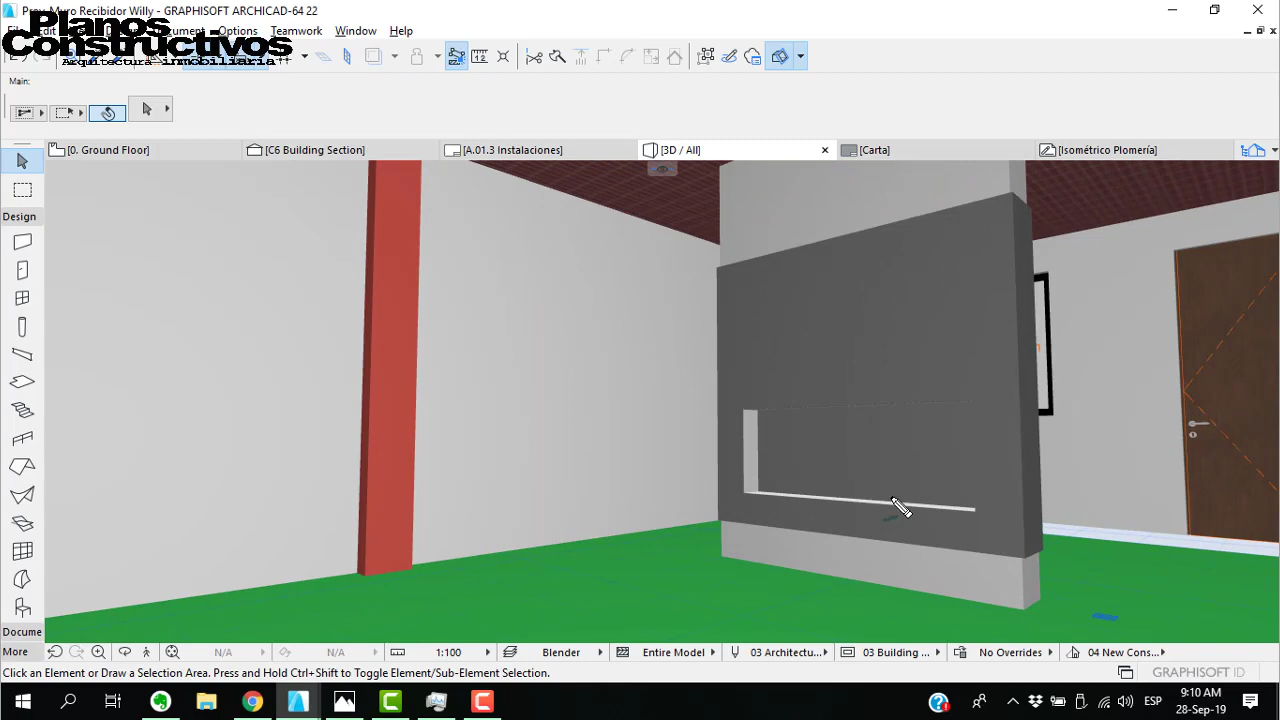 Prov. Muro Recibidor Willy - GRAPHISOFT ARCHICAD-64 22
Planos
Constructivos
Arquitectura inmobiliaria
Options Teamwork Window Help
Main:
[0. Ground Floor] [C6 Building Section] [A.01.3 Instalaciones] [3D / All] [Carta] [Isométrico Plomería]
Design
Docume
More N/A N/A 1:100 Blender Entire Model 03 Architectu... 03 Building ... No Overrides 04 New Cons...
Click an Element or Draw a Selection Area. Press and Hold Ctrl+Shift to Toggle Element/Sub-Element Selection. GRAPHISOFT ID
ESP
9:10 AM
28-Sep-19